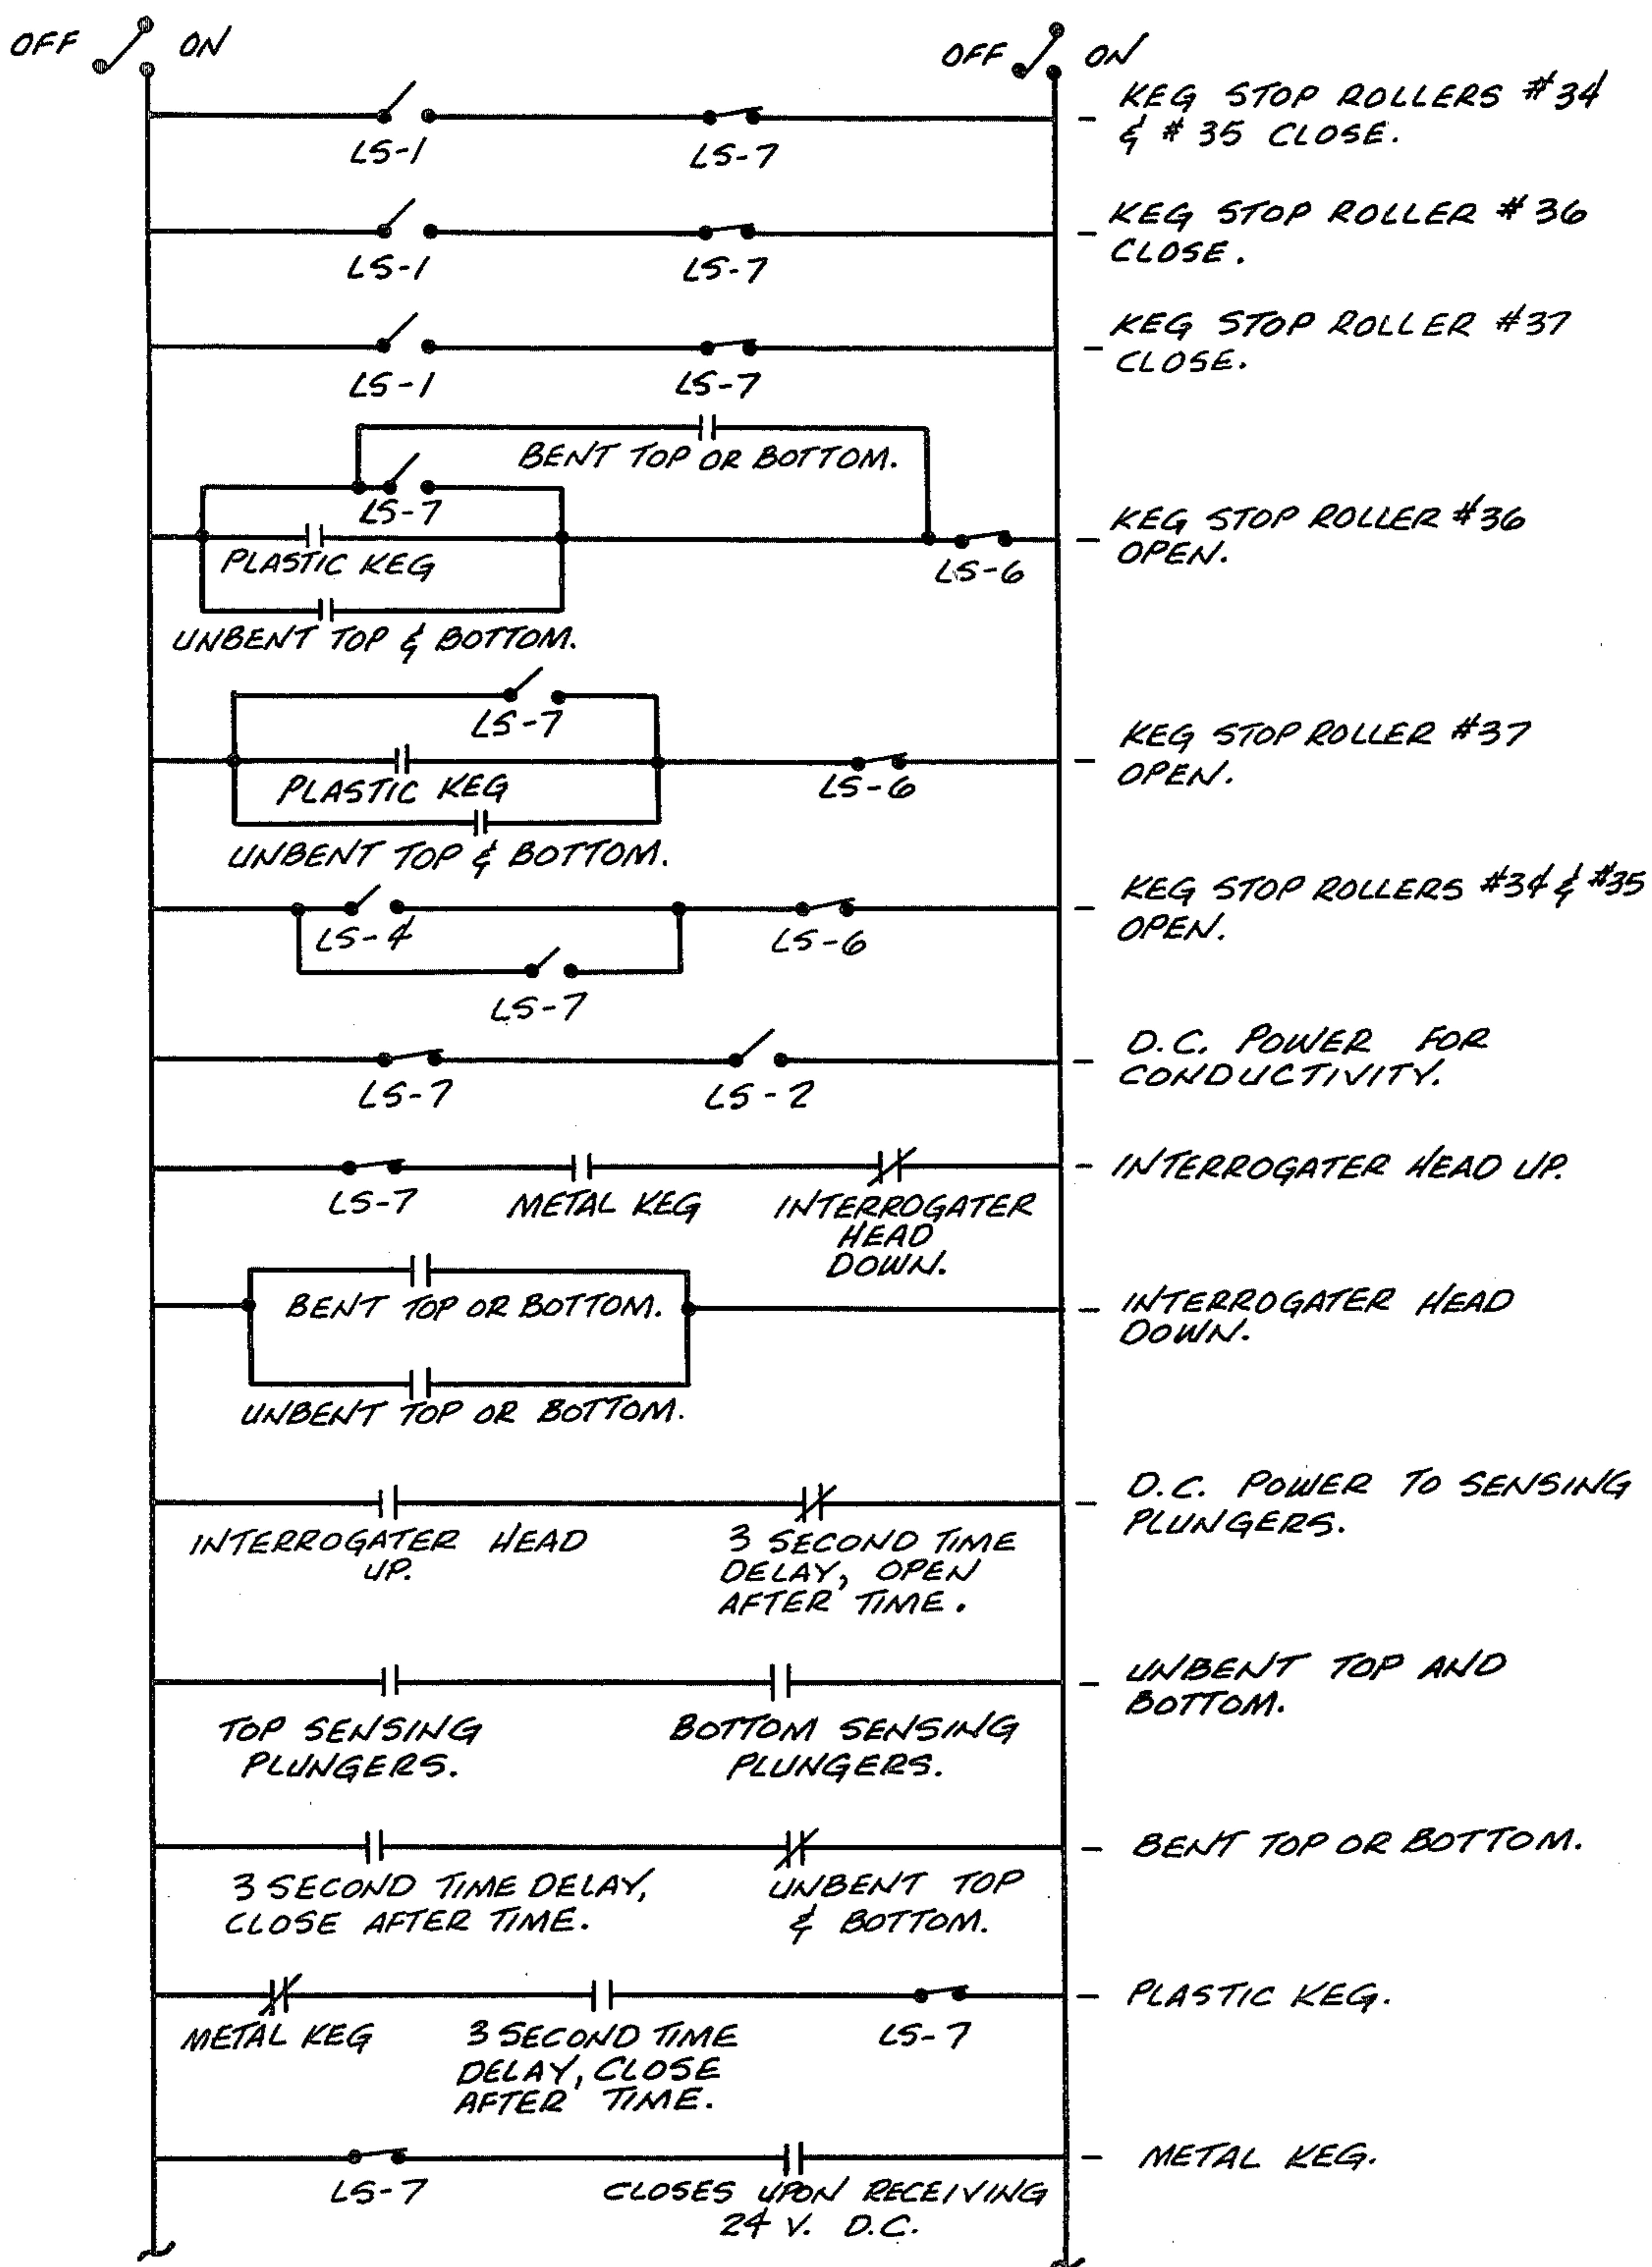 OFF ON
OFF ON
LS-1 LS-7
KEG STOP ROLLERS #34
& #35 CLOSE.
LS-1 LS-7
KEG STOP ROLLER #36
CLOSE.
LS-1 LS-7
KEG STOP ROLLER #37
CLOSE.
BENT TOP OR BOTTOM.
LS-7
PLASTIC KEG
UNBENT TOP & BOTTOM.
LS-6
KEG STOP ROLLER #36
OPEN.
LS-7
PLASTIC KEG
UNBENT TOP & BOTTOM.
LS-6
KEG STOP ROLLER #37
OPEN.
LS-4
LS-7
LS-6
KEG STOP ROLLERS #34 & #35
OPEN.
LS-7 LS-2
D.C. POWER FOR
CONDUCTIVITY.
LS-7
METAL KEG
INTERROGATER
HEAD
DOWN.
INTERROGATER HEAD UP.
BENT TOP OR BOTTOM.
UNBENT TOP OR BOTTOM.
INTERROGATER HEAD
DOWN.
INTERROGATER HEAD
UP.
3 SECOND TIME
DELAY, OPEN
AFTER TIME.
D.C. POWER TO SENSING
PLUNGERS.
TOP SENSING
PLUNGERS.
BOTTOM SENSING
PLUNGERS.
UNBENT TOP AND
BOTTOM.
3 SECOND TIME DELAY,
CLOSE AFTER TIME.
UNBENT TOP
& BOTTOM.
BENT TOP OR BOTTOM.
METAL KEG
3 SECOND TIME
DELAY, CLOSE
AFTER TIME.
LS-7
PLASTIC KEG.
LS-7
CLOSES UPON RECEIVING
24 V. D.C.
METAL KEG.